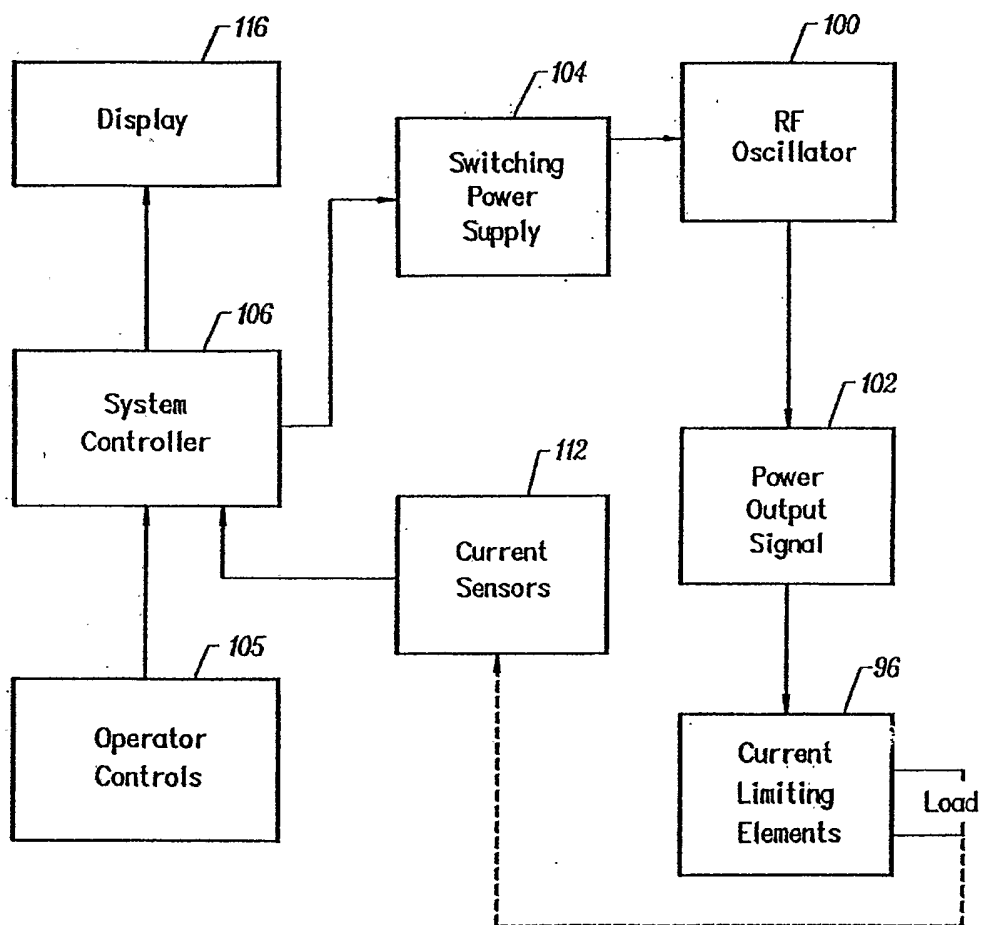 116
Display
104
Switching
Power
Supply
100
RF
Oscillator
106
System
Controller
112
Current
Sensors
102
Power
Output
Signal
105
Operator
Controls
96
Current
Limiting
Elements
Load